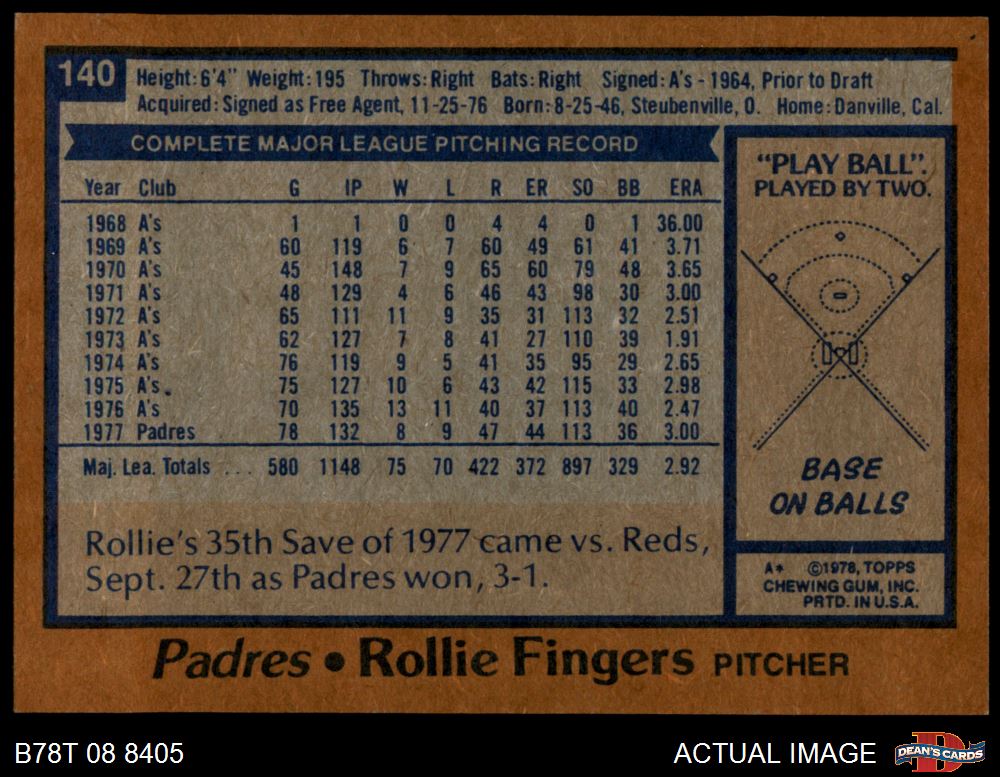 140
Height: 6'4" Weight: 195 Throws: Right Bats: Right Signed: A's - 1964, Prior to Draft
Acquired: Signed as Free Agent, 11-25-76 Born: 8-25-46, Steubenville, O. Home: Danville, Cal.
COMPLETE MAJOR LEAGUE PITCHING RECORD
Year Club G IP W L R ER SO BB ERA
1968 A's 1 1 0 0 4 4 0 1 36.00
1969 A's 60 119 6 7 60 49 61 41 3.71
1970 A's 45 148 7 9 65 60 79 48 3.65
1971 A's 48 129 4 6 46 43 98 30 3.00
1972 A's 65 111 11 9 35 31 113 32 2.51
1973 A's 62 127 7 8 41 27 110 39 1.91
1974 A's 76 119 9 5 41 35 95 29 2.65
1975 A's 75 127 10 6 43 42 115 33 2.98
1976 A's 70 135 13 11 40 37 113 40 2.47
1977 Padres 78 132 8 9 47 44 113 36 3.00
Maj. Lea. Totals ... 580 1148 75 70 422 372 897 329 2.92
Rollie's 35th Save of 1977 came vs. Reds,
Sept. 27th as Padres won, 3-1.
"PLAY BALL".
PLAYED BY TWO.
BASE
ON BALLS
A* ©1978, TOPPS
CHEWING GUM, INC.
PRTD. IN U.S.A.
Padres • Rollie Fingers PITCHER
B78T 08 8405
ACTUAL IMAGE
DEAN'S CARDS